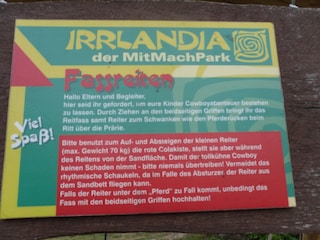 IRRLANDIA
der MitMachPark
Fassreiten
Hallo Eltern und Begleiter,
hier seid ihr gefordert, um eure Kinder Cowboyabenteuer bestehen
zu lassen. Durch Ziehen an den beidseitigen Griffen bringt ihr das
Reitfass samt Reiter zum Schwanken wie den Pferderücken beim
Ritt über die Prärie.
Viel
Spaß!
Bitte benutzt zum Auf- und Absteigen der kleinen Reiter
(max. Gewicht 70 kg) die rote Colakiste, stellt sie aber während
des Reitens von der Sandfläche. Damit der tollkühne Cowboy
keinen Schaden nimmt - bitte niemals übertreiben! Vermeidet das
rhythmische Schaukeln, da im Falle des Absturzes der Reiter aus
dem Sandbett fliegen kann.
Falls der Reiter unter dem „Pferd" zu Fall kommt, unbedingt das
Fass mit den beidseitigen Griffen hochhalten!